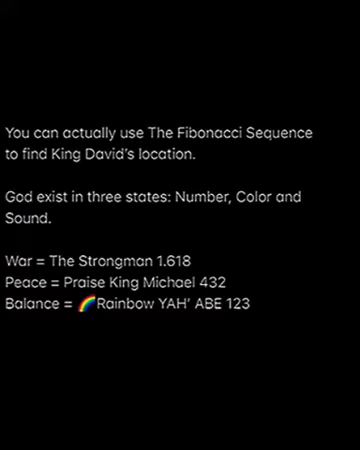 You can actually use The Fibonacci Sequence
to find King David's location.
God exist in three states: Number, Color and
Sound.
War = The Strongman 1.618
Peace = Praise King Michael 432
Balance = 🌈Rainbow YAH' ABE 123